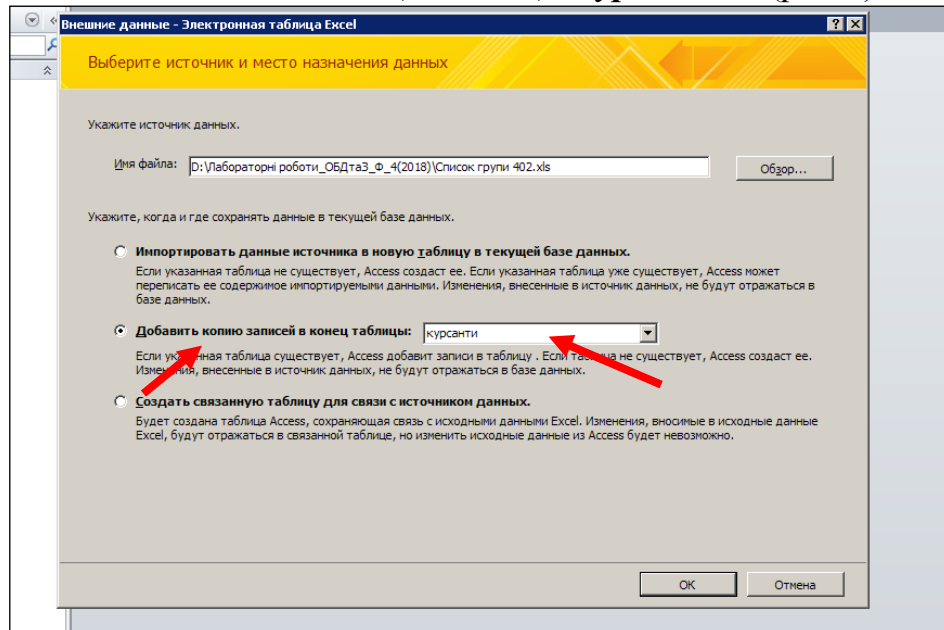 Внешние данные - Электронная таблица Excel
Выберите источник и место назначения данных
Укажите источник данных.
Имя файла: D:\Лабораторні роботи_ОБДтаЗ_Ф_4(2018)\Список групи 402.xls Обзор...
Укажите, когда и где сохранять данные в текущей базе данных.
Импортировать данные источника в новую таблицу в текущей базе данных.
Если указанная таблица не существует, Access создаст ее. Если указанная таблица уже существует, Access может
переписать ее содержимое импортируемыми данными. Изменения, внесенные в источник данных, не будут отражаться в
базе данных.
Добавить копию записей в конец таблицы: курсанти
Если указанная таблица существует, Access добавит записи в таблицу . Если таблица не существует, Access создаст ее.
Изменения, внесенные в источник данных, не будут отражаться в базе данных.
Создать связанную таблицу для связи с источником данных.
Будет создана таблица Access, сохраняющая связь с исходными данными Excel. Изменения, вносимые в исходные данные
Excel, будут отражаться в связанной таблице, но изменить исходные данные из Access будет невозможно.
OK Отмена